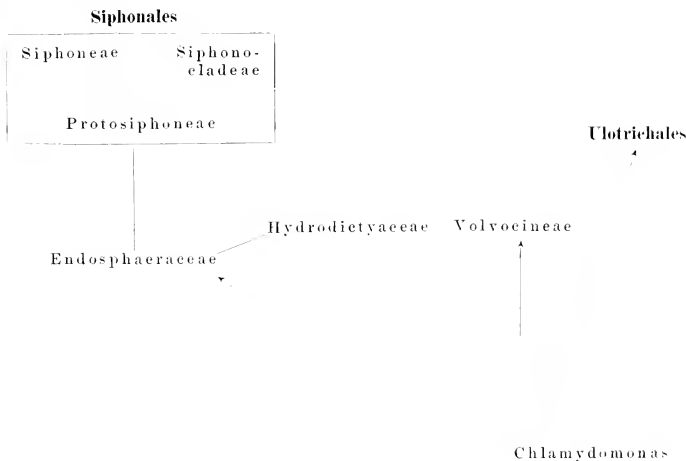 Siphonales
Siphoneae Siphono-
cladeae
Protosiphoneae
Ulotrichales
Hydrodictyaceae Volvocineae
Endosphaeraceae
Chlamydomonas